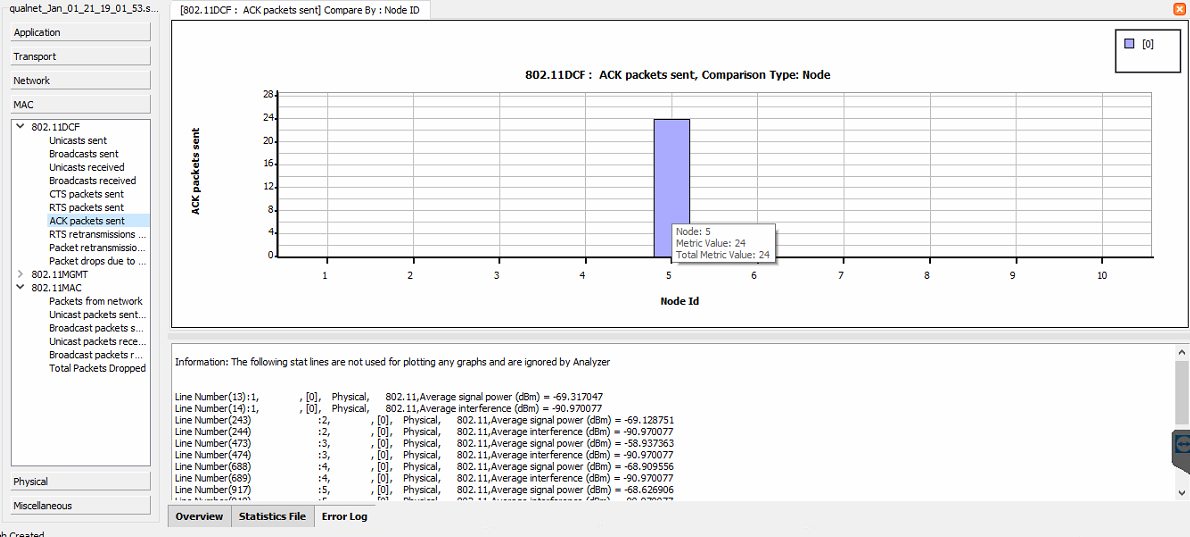 qualnet_Jan_01_21_19_01_53.s...
Application
Transport
Network
MAC
802.11DCF
Unicasts sent
Broadcasts sent
Unicasts received
Broadcasts received
CTS packets sent
RTS packets sent
ACK packets sent
RTS retransmissions ...
Packet retransmissio...
Packet drops due to ...
802.11MGMT
802.11MAC
Packets from network
Unicast packets sent...
Broadcast packets s...
Unicast packets rece...
Broadcast packets r...
Total Packets Dropped
Physical
Miscellaneous
[802.11DCF : ACK packets sent] Compare By : Node ID
[0]
802.11DCF : ACK packets sent, Comparison Type: Node
ACK packets sent
28
24
20
16
12
8
4
0
Node: 5
Metric Value: 24
Total Metric Value: 24
1 2 3 4 5 6 7 8 9 10
Node Id
Information: The following stat lines are not used for plotting any graphs and are ignored by Analyzer
Line Number(13):1, , [0], Physical, 802.11,Average signal power (dBm) = -69.317047
Line Number(14):1, , [0], Physical, 802.11,Average interference (dBm) = -90.970077
Line Number(243) :2, , [0], Physical, 802.11,Average signal power (dBm) = -69.128751
Line Number(244) :2, , [0], Physical, 802.11,Average interference (dBm) = -90.970077
Line Number(473) :3, , [0], Physical, 802.11,Average signal power (dBm) = -58.937363
Line Number(474) :3, , [0], Physical, 802.11,Average interference (dBm) = -90.970077
Line Number(688) :4, , [0], Physical, 802.11,Average signal power (dBm) = -68.909556
Line Number(689) :4, , [0], Physical, 802.11,Average interference (dBm) = -90.970077
Line Number(917) :5, , [0], Physical, 802.11,Average signal power (dBm) = -68.626906
Overview
Statistics File
Error Log
Created